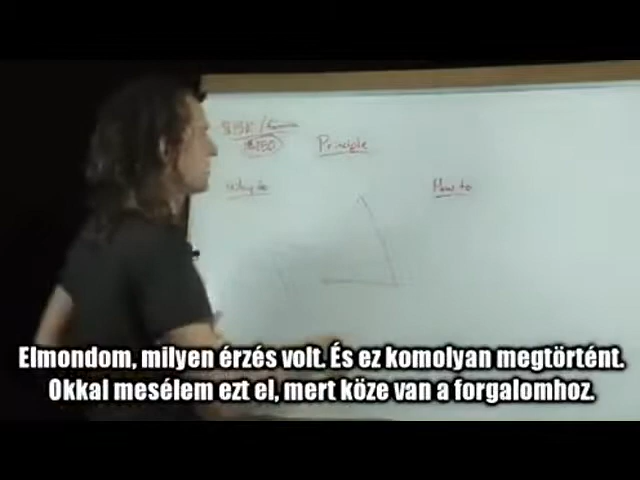 Principle
How to
Elmondom, milyen érzés volt. És ez komolyan megtörtént.
Okkal mesélem ezt el, mert köze van a forgalomhoz.